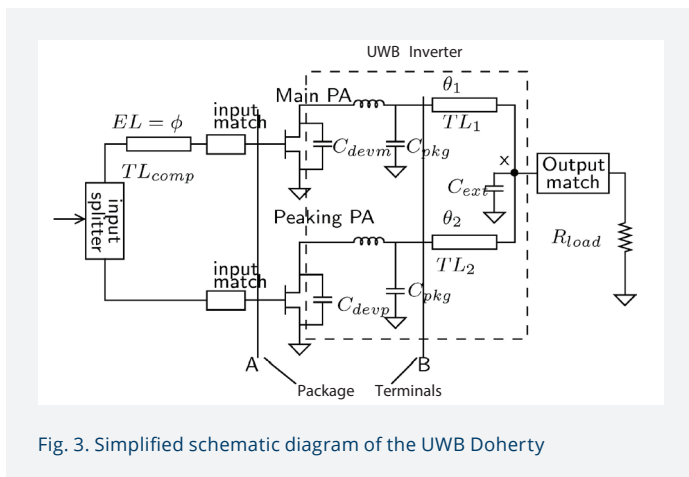 UWB Inverter
Main PA
θ1
EL = ϕ
input
match
TL1
Cdevm
Cpkg
TLcomp
x
Output
match
input
splitter
Cext
Peaking PA
θ2
Rload
TL2
input
match
Cdevp
Cpkg
A
B
Package
Terminals
Fig. 3. Simplified schematic diagram of the UWB Doherty